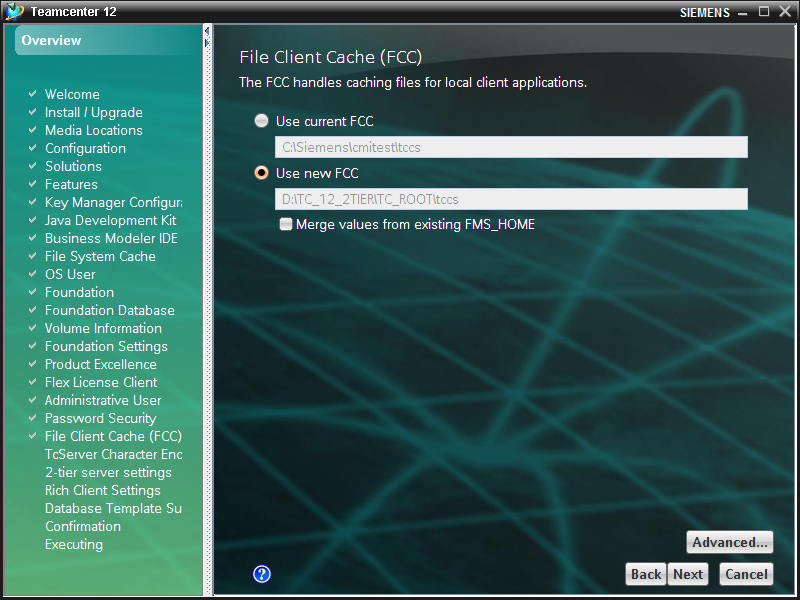 Teamcenter 12
SIEMENS
Overview
Welcome
Install / Upgrade
Media Locations
Configuration
Solutions
Features
Key Manager Configura
Java Development Kit
Business Modeler IDE
File System Cache
OS User
Foundation
Foundation Database
Volume Information
Foundation Settings
Product Excellence
Flex License Client
Administrative User
Password Security
File Client Cache (FCC)
TcServer Character Enc
2-tier server settings
Rich Client Settings
Database Template Su
Confirmation
Executing
File Client Cache (FCC)
The FCC handles caching files for local client applications.
Use current FCC
C:\Siemens\cmitest\tccs
Use new FCC
D:\TC_12_2TIER\TC_ROOT\tccs
Merge values from existing FMS_HOME
Advanced...
?
Back Next Cancel